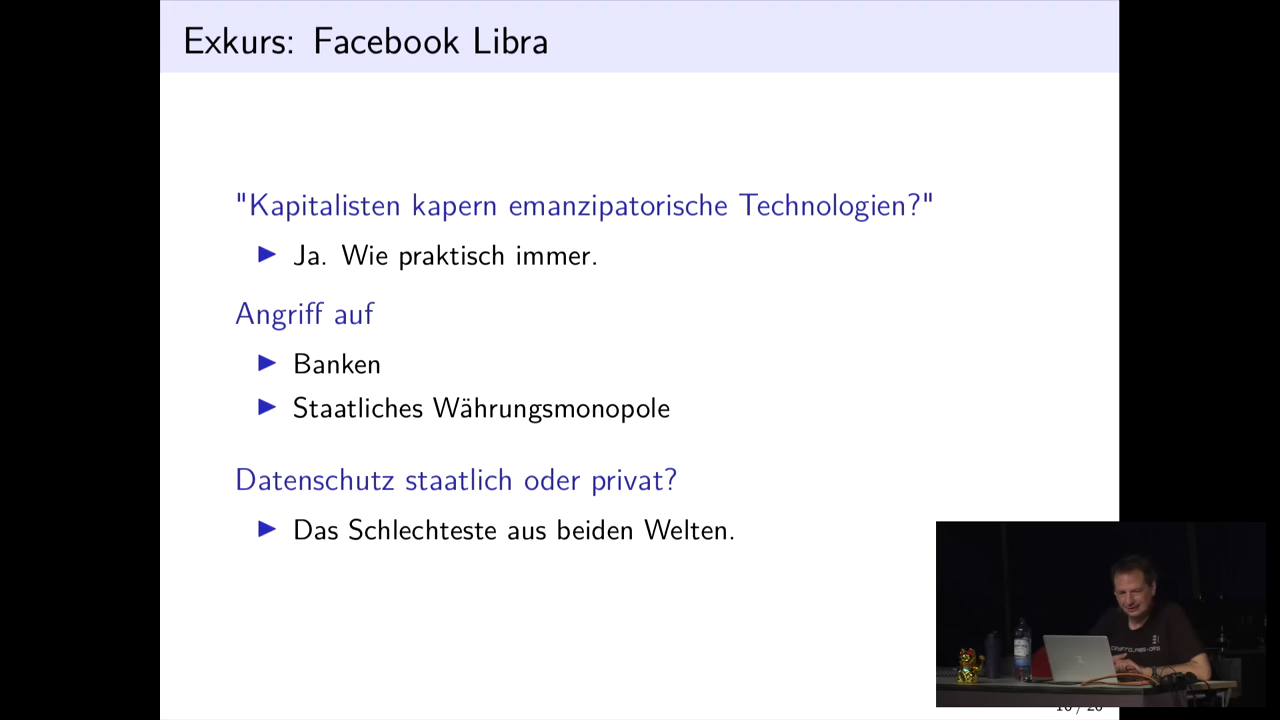 Exkurs: Facebook Libra
"Kapitalisten kapern emanzipatorische Technologien?"
Ja. Wie praktisch immer.
Angriff auf
Banken
Staatliches Währungsmonopole
Datenschutz staatlich oder privat?
Das Schlechteste aus beiden Welten.